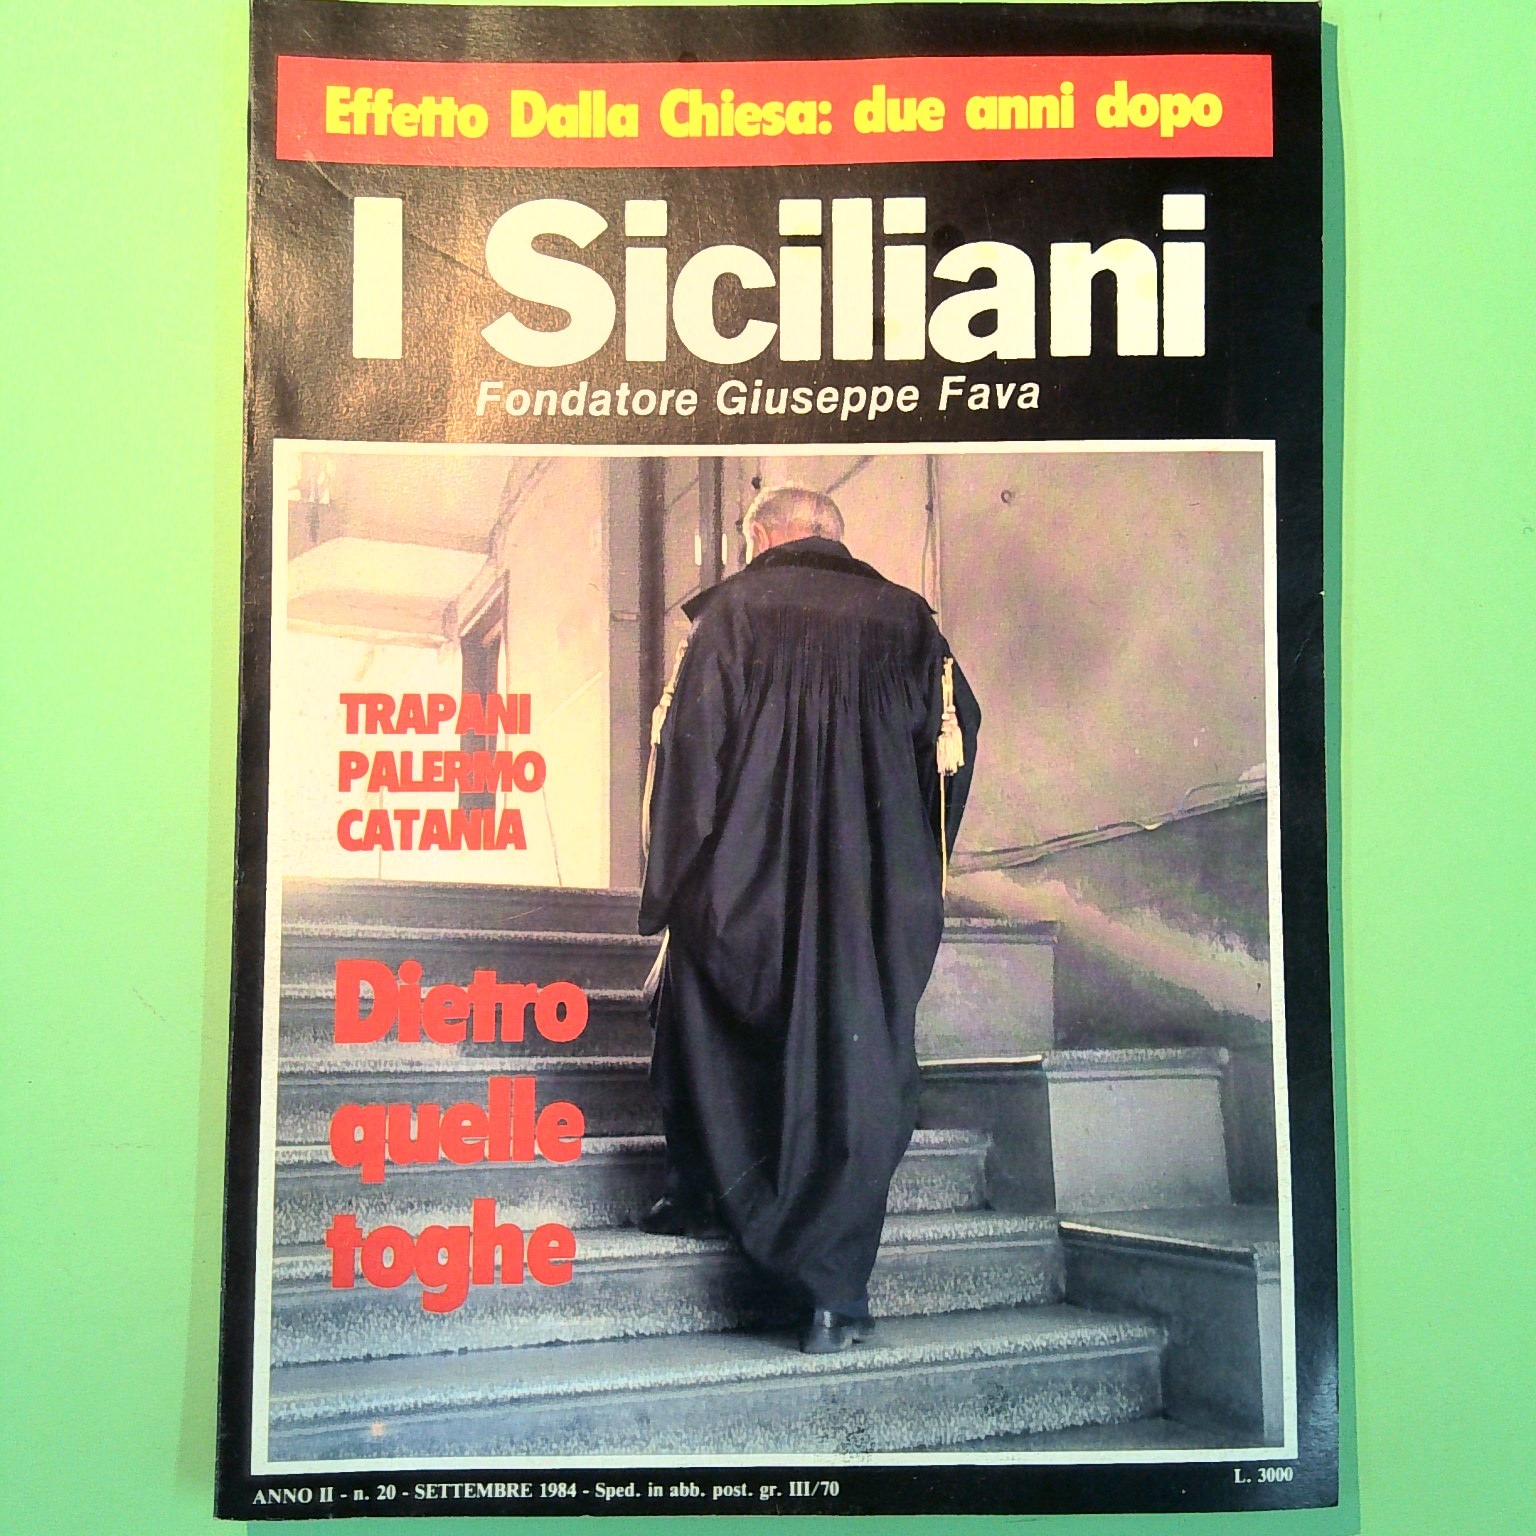 Effetto Dalla Chiesa: due anni dopo
I Siciliani
Fondatore Giuseppe Fava
TRAPANI
PALERMO
CATANIA
Dietro
quelle
toghe
L. 3000
ANNO II - n. 20 - SETTEMBRE 1984 - Sped. in abb. post. gr. III/70